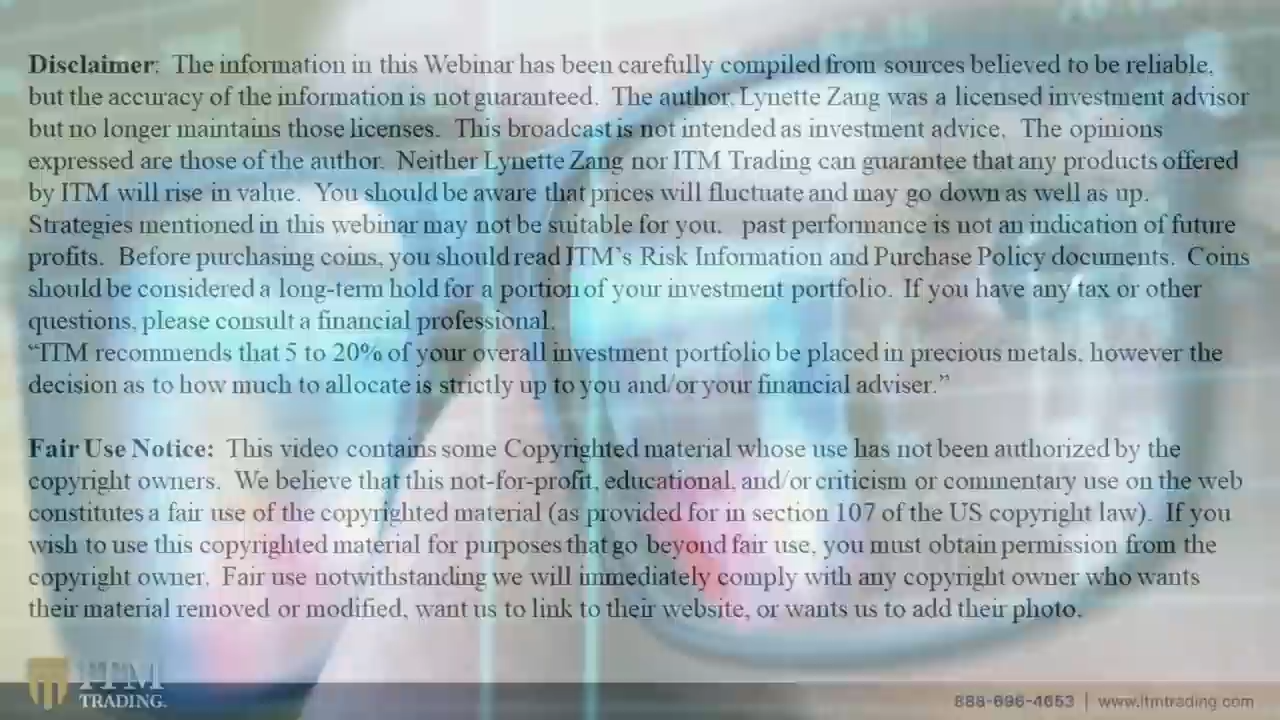 Disclaimer:  The information in this Webinar has been carefully compiled from sources believed to be reliable,
but the accuracy of the information is not guaranteed.  The author, Lynette Zang was a licensed investment advisor
but no longer maintains those licenses.  This broadcast is not intended as investment advice.  The opinions
expressed are those of the author.  Neither Lynette Zang nor ITM Trading can guarantee that any products offered
by ITM will rise in value.  You should be aware that prices will fluctuate and may go down as well as up.
Strategies mentioned in this webinar may not be suitable for you.   past performance is not an indication of future
profits.  Before purchasing coins, you should read ITM's Risk Information and Purchase Policy documents.  Coins
should be considered a long-term hold for a portion of your investment portfolio.  If you have any tax or other
questions, please consult a financial professional.
“ITM recommends that 5 to 20% of your overall investment portfolio be placed in precious metals, however the
decision as to how much to allocate is strictly up to you and/or your financial adviser.”
Fair Use Notice:  This video contains some Copyrighted material whose use has not been authorized by the
copyright owners.  We believe that this not-for-profit, educational, and/or criticism or commentary use on the web
constitutes a fair use of the copyrighted material (as provided for in section 107 of the US copyright law).  If you
wish to use this copyrighted material for purposes that go beyond fair use, you must obtain permission from the
copyright owner.  Fair use notwithstanding we will immediately comply with any copyright owner who wants
their material removed or modified, want us to link to their website, or wants us to add their photo.
ITM
TRADING.
888-696-4653 | www.itmtrading.com